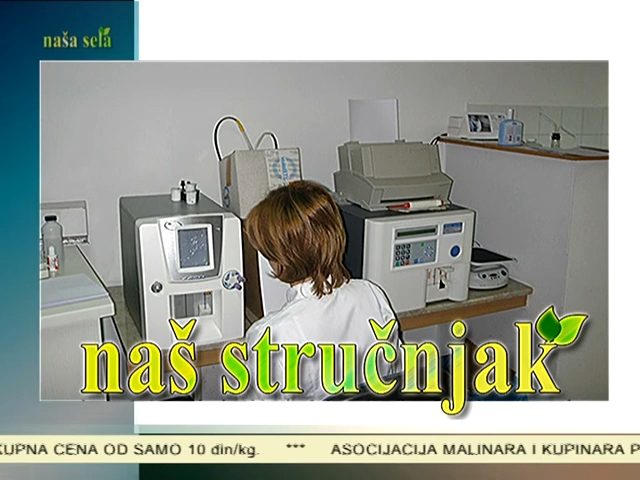 naša sela
naš stručnjak
KUPNA CENA OD SAMO 10 din/kg. *** ASOCIJACIJA MALINARA I KUPINARA P